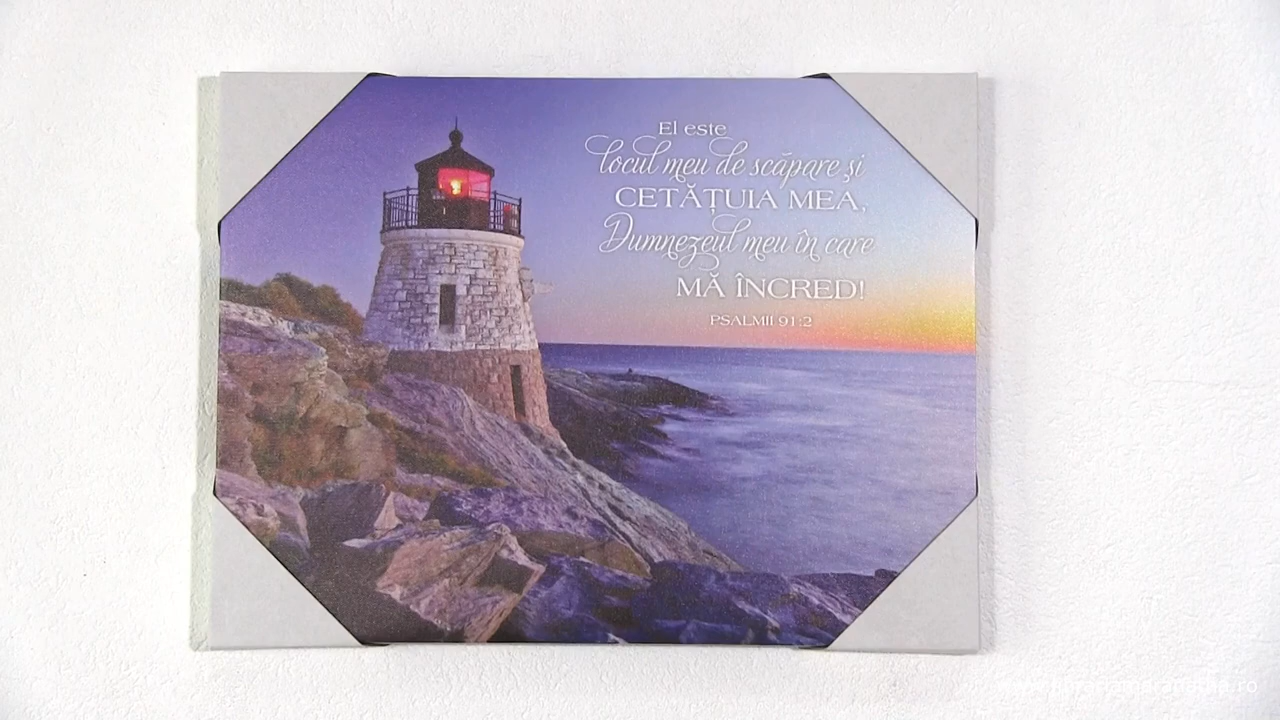 El este
locul meu de scăpare și
CETĂȚUIA MEA,
Dumnezeul meu în care
MĂ ÎNCRED!
PSALMII 91:2